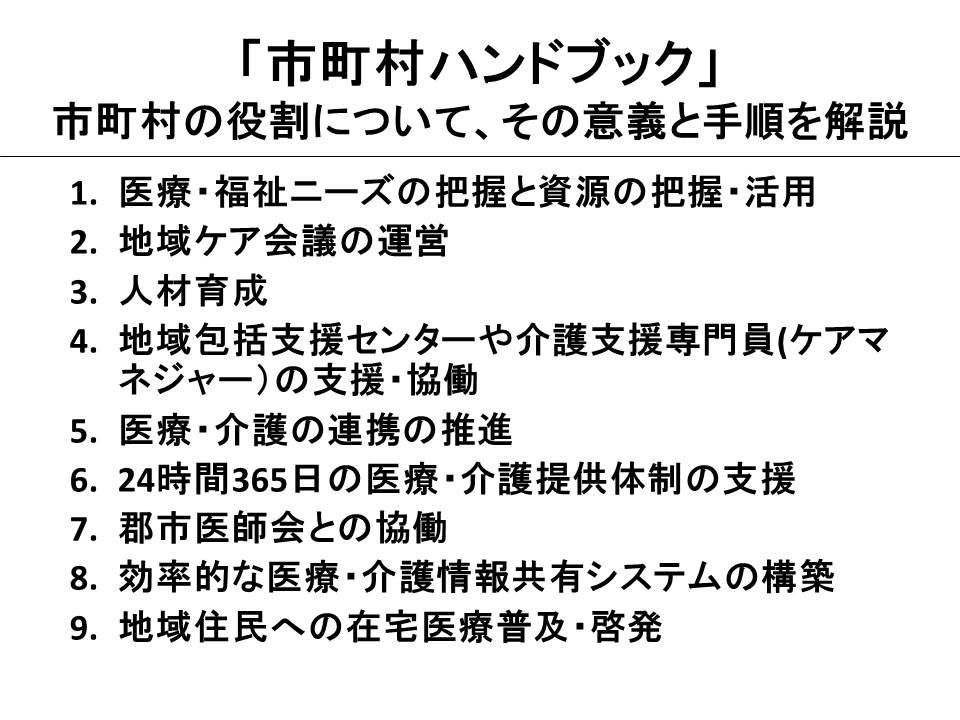 「市町村ハンドブック」
市町村の役割について、その意義と手順を解説
1. 医療・福祉ニーズの把握と資源の把握・活用
2. 地域ケア会議の運営
3. 人材育成
4. 地域包括支援センターや介護支援専門員(ケアマ
ネジャー）の支援・協働
5. 医療・介護の連携の推進
6. 24時間365日の医療・介護提供体制の支援
7. 郡市医師会との協働
8. 効率的な医療・介護情報共有システムの構築
9. 地域住民への在宅医療普及・啓発